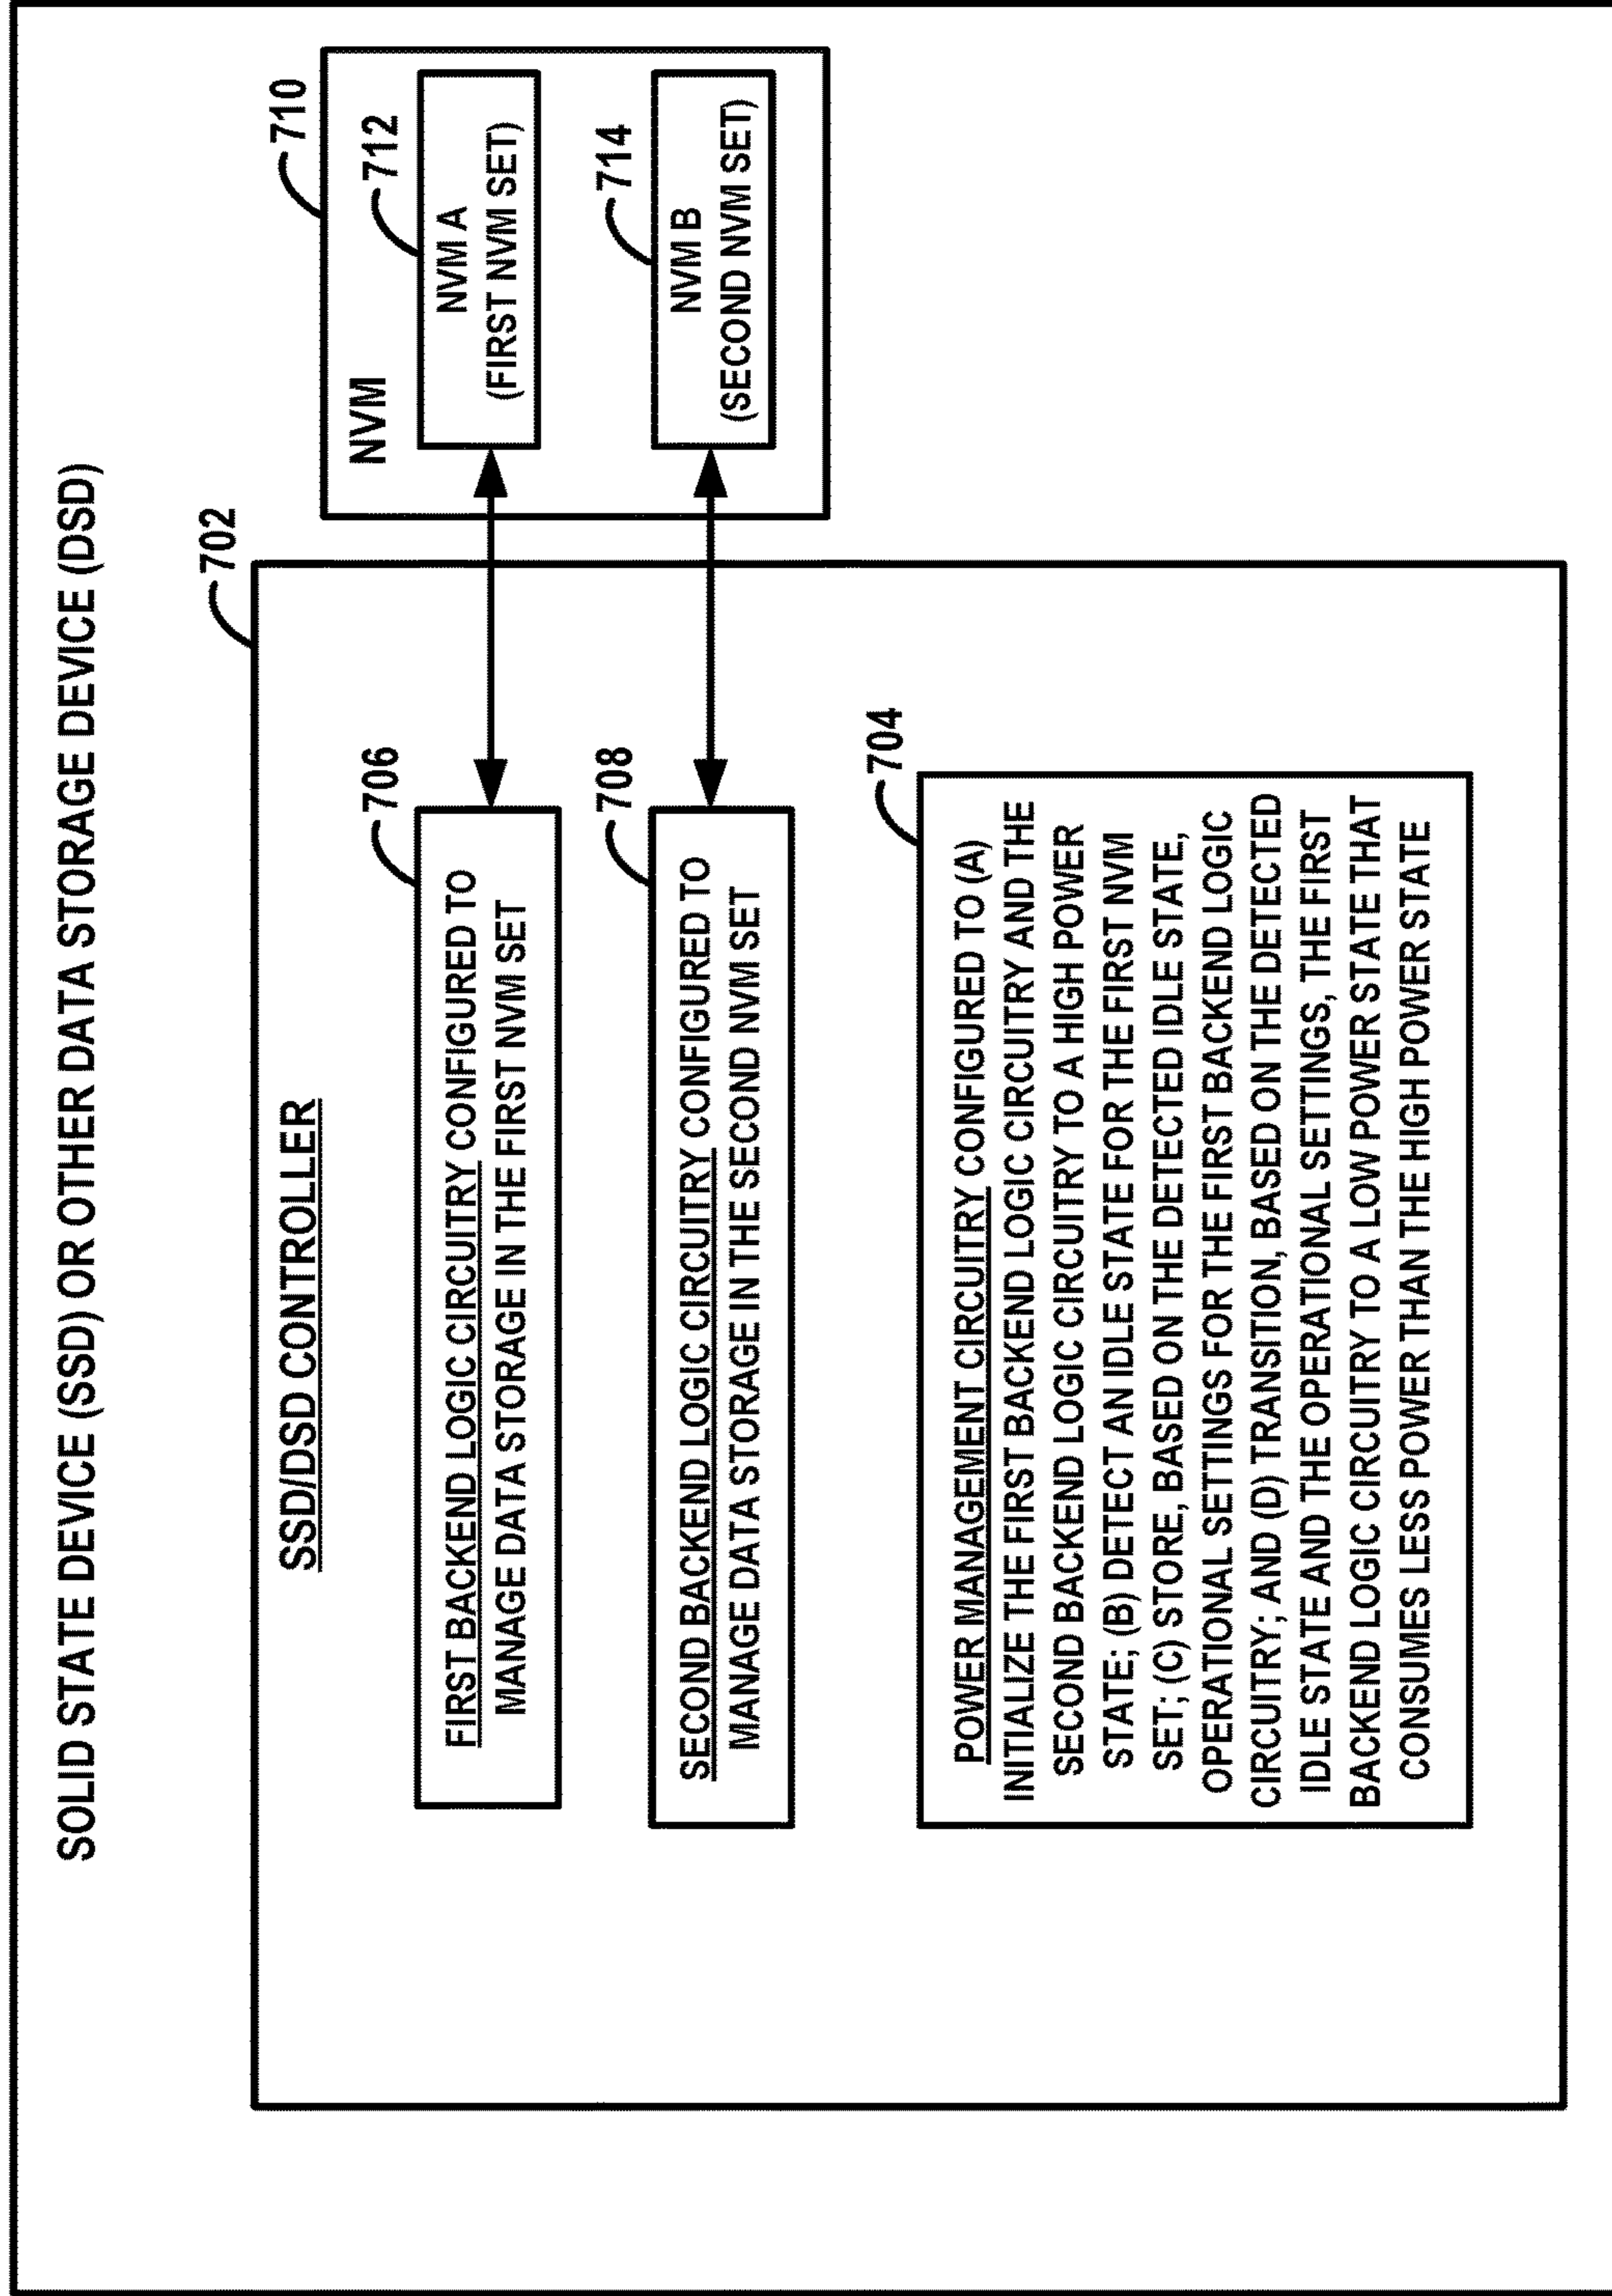 SOLID STATE DEVICE (SSD) OR OTHER DATA STORAGE DEVICE (DSD)
702
SSD/DSD CONTROLLER
706
FIRST BACKEND LOGIC CIRCUITRY CONFIGURED TO
MANAGE DATA STORAGE IN THE FIRST NVM SET
708
SECOND BACKEND LOGIC CIRCUITRY CONFIGURED TO
MANAGE DATA STORAGE IN THE SECOND NVM SET
704
POWER MANAGEMENT CIRCUITRY CONFIGURED TO (A)
INITIALIZE THE FIRST BACKEND LOGIC CIRCUITRY AND THE
SECOND BACKEND LOGIC CIRCUITRY TO A HIGH POWER
STATE; (B) DETECT AN IDLE STATE FOR THE FIRST NVM
SET; (C) STORE, BASED ON THE DETECTED IDLE STATE,
OPERATIONAL SETTINGS FOR THE FIRST BACKEND LOGIC
CIRCUITRY; AND (D) TRANSITION, BASED ON THE DETECTED
IDLE STATE AND THE OPERATIONAL SETTINGS, THE FIRST
BACKEND LOGIC CIRCUITRY TO A LOW POWER STATE THAT
CONSUMES LESS POWER THAN THE HIGH POWER STATE
710
NVM
712
NVM A
(FIRST NVM SET)
714
NVM B
(SECOND NVM SET)